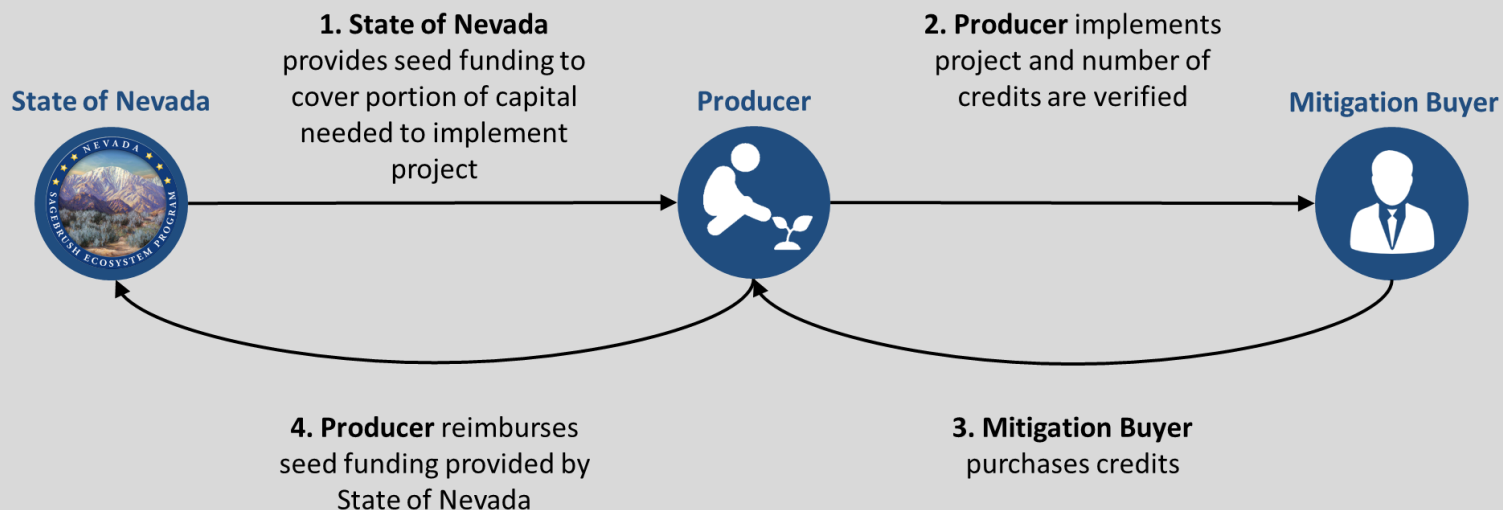 1. State of Nevada
provides seed funding to
cover portion of capital
needed to implement
project
2. Producer implements
project and number of
credits are verified
State of Nevada
Producer
Mitigation Buyer
NEVADA
SAGEBRUSH ECOSYSTEM PROGRAM
4. Producer reimburses
seed funding provided by
State of Nevada
3. Mitigation Buyer
purchases credits